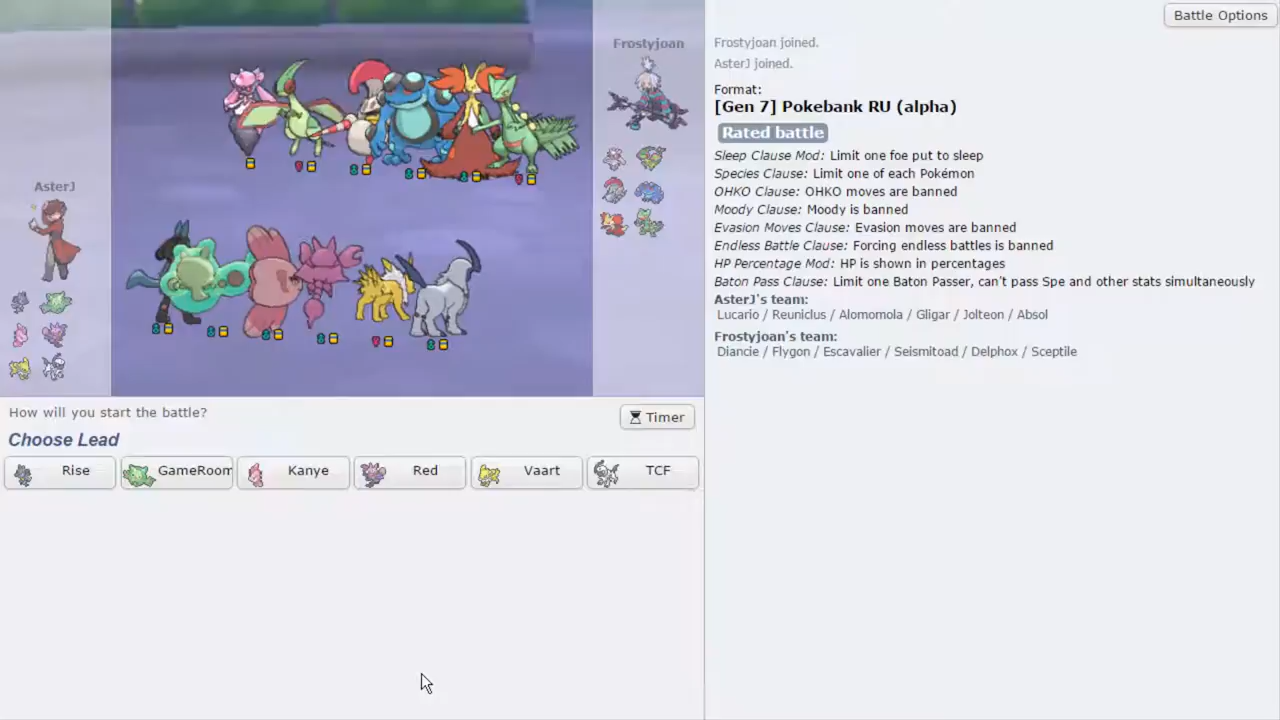 Battle Options
Frostyjoan
AsterJ
Frostyjoan joined.
AsterJ joined.
Format:
[Gen 7] Pokebank RU (alpha)
Rated battle
Sleep Clause Mod: Limit one foe put to sleep
Species Clause: Limit one of each Pokémon
OHKO Clause: OHKO moves are banned
Moody Clause: Moody is banned
Evasion Moves Clause: Evasion moves are banned
Endless Battle Clause: Forcing endless battles is banned
HP Percentage Mod: HP is shown in percentages
Baton Pass Clause: Limit one Baton Passer, can't pass Spe and other stats simultaneously
AsterJ's team:
Lucario / Reuniclus / Alomomola / Gligar / Jolteon / Absol
Frostyjoan's team:
Diancie / Flygon / Escavalier / Seismitoad / Delphox / Sceptile
How will you start the battle?
Timer
Choose Lead
Rise
GameRoom
Kanye
Red
Vaart
TCF